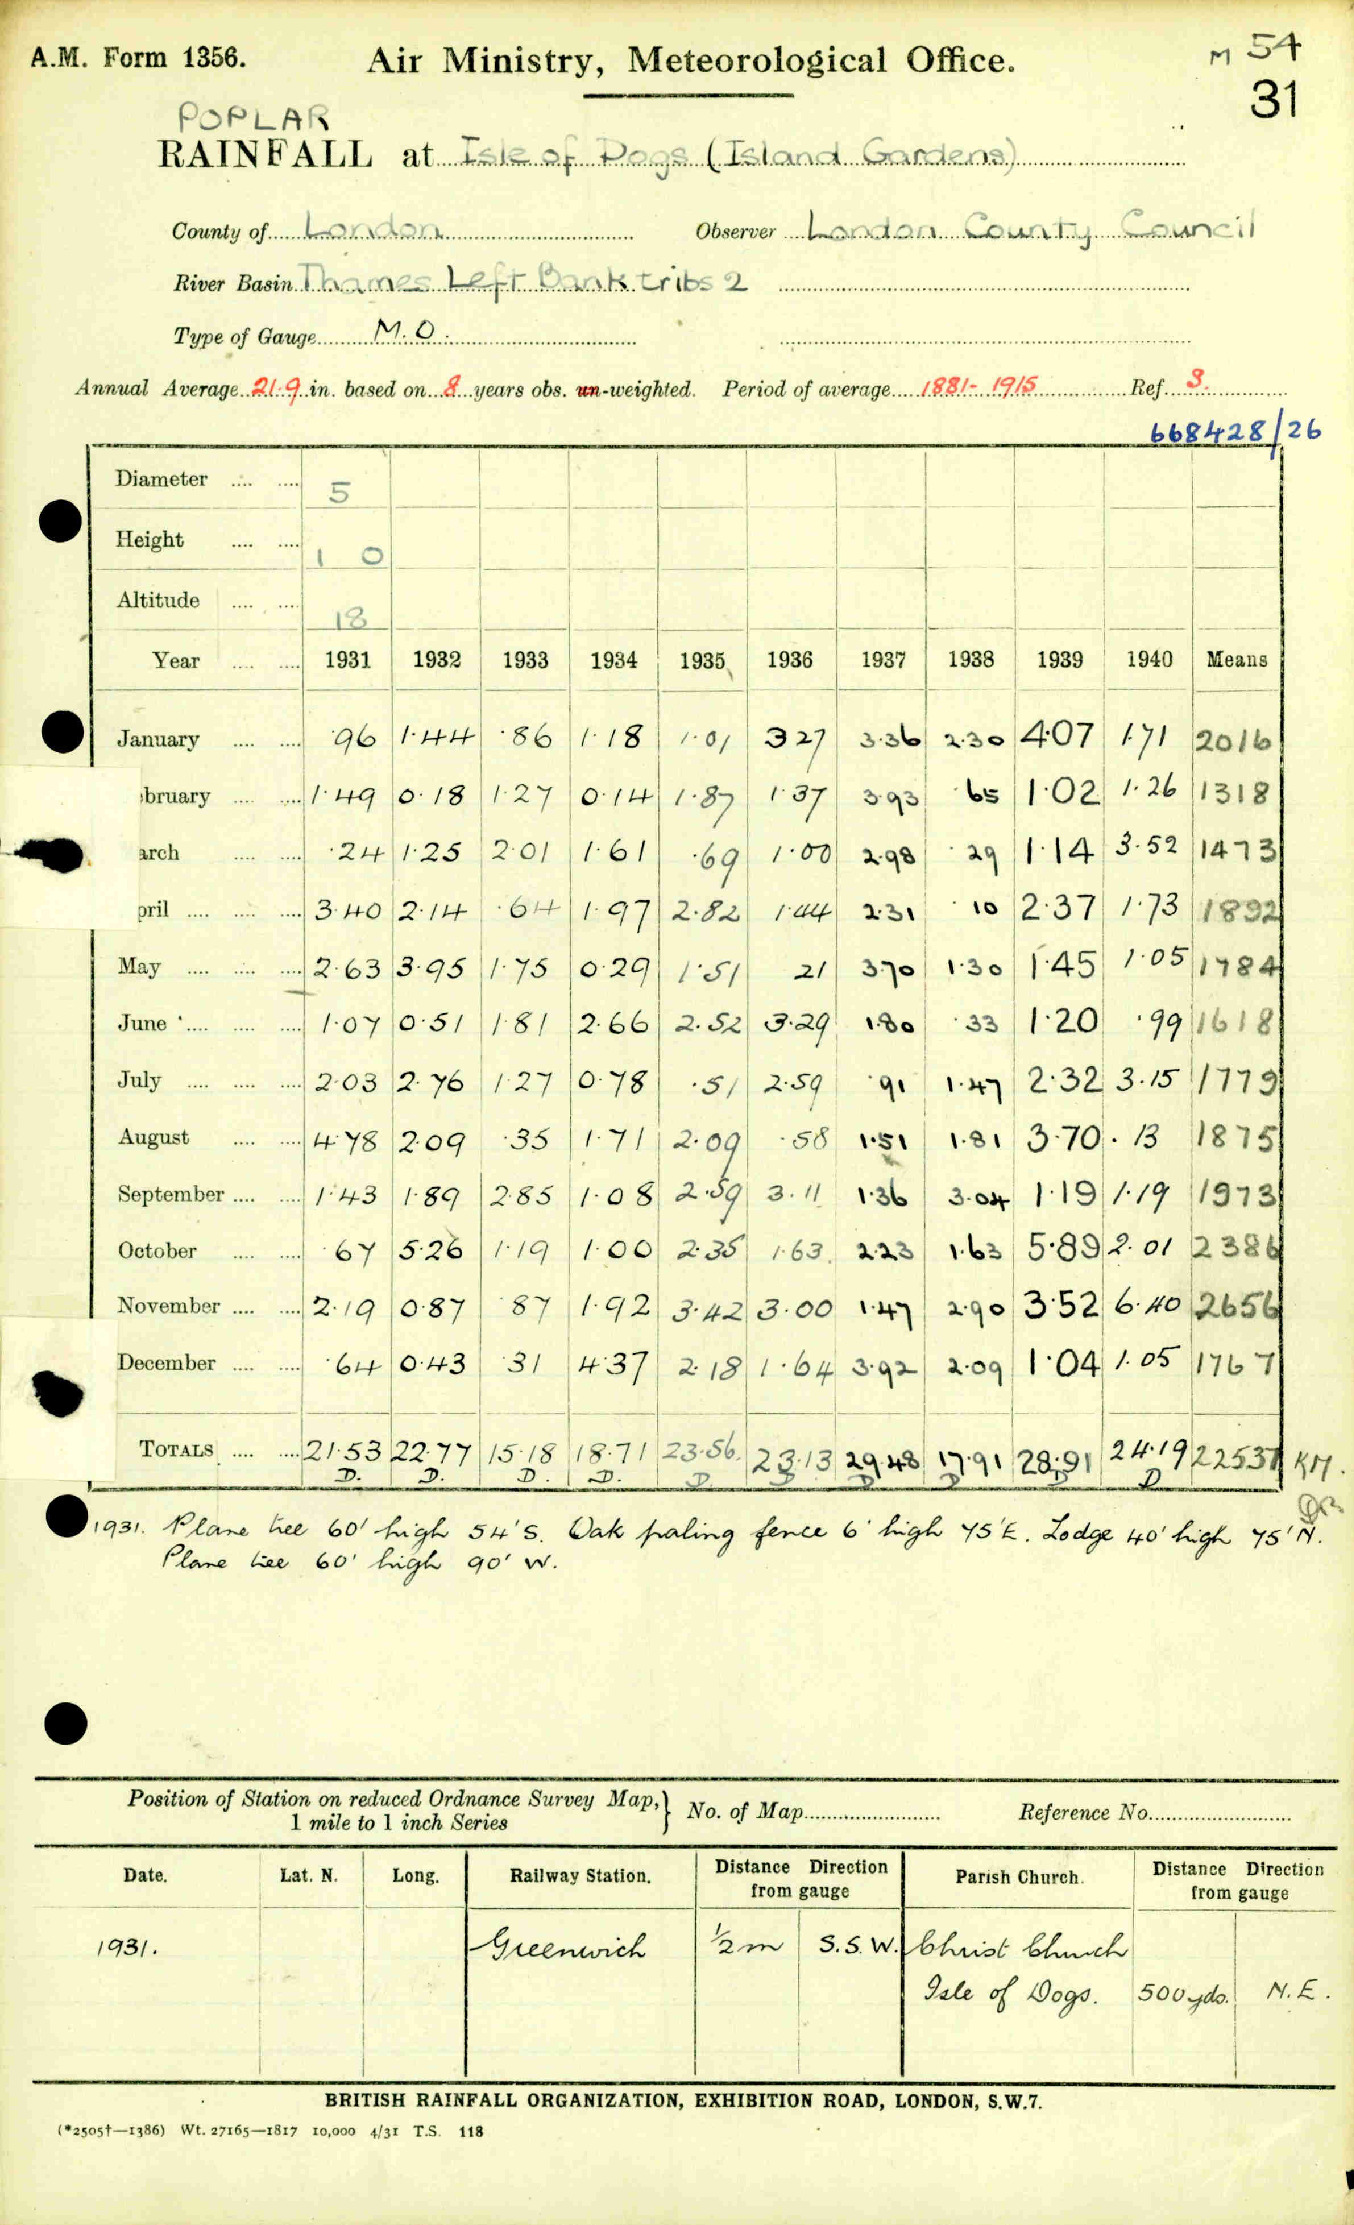 A.M. Form 1356. Air Ministry, Meteorological Office. M 54
31
POPLAR
RAINFALL at Isle of Dogs (Island Gardens)
County of London Observer London County Council
River Basin Thames Left Bank tribs 2
Type of Gauge M.O.
Annual Average 21.9 in. based on 8 years obs. un-weighted. Period of average 1881-1915 Ref. 3.
668428/26
Diameter 5
Height 1 0
Altitude 18
Year 1931 1932 1933 1934 1935 1936 1937 1938 1939 1940 Means
January .96 1.44 .86 1.18 1.01 3 27 3.36 2.30 4.07 1.71 2016
bruary 1.49 0.18 1.27 0.14 1.87 1.37 3.93 .65 1.02 1.26 1318
arch .24 1.25 2.01 1.61 .69 1.00 2.98 .29 1.14 3.52 1473
pril 3.40 2.14 .64 1.97 2.82 1.44 2.31 .10 2.37 1.73 1892
May 2.63 3.95 1.75 0.29 1.51 21 3.70 1.30 1.45 1.05 1784
June 1.07 0.51 1.81 2.66 2.52 3.29 1.80 .33 1.20 .99 1618
July 2.03 2.76 1.27 0.78 .51 2.59 .91 1.47 2.32 3.15 1779
August 4.78 2.09 .35 1.71 2.09 .58 1.51 1.81 3.70 .13 1875
September 1.43 1.89 2.85 1.08 2.59 3.11 1.36 3.04 1.19 1.19 1973
October .67 5.26 1.19 1.00 2.35 1.63 2.23 1.63 5.89 2.01 2386
November 2.19 0.87 .87 1.92 3.42 3.00 1.47 2.90 3.52 6.40 2656
December .64 0.43 .31 4.37 2.18 1.64 3.92 2.09 1.04 1.05 1767
TOTALS 21.53 22.77 15.18 18.71 23.56 23.13 29.48 17.91 28.91 24.19 22537 KM.
D. D. D. D. D D D D D D
1931. Plane tree 60' high 54' S. Oak paling fence 6' high 75' E. Lodge 40' high 75' N.
Plane tree 60' high 90' W.
Position of Station on reduced Ordnance Survey Map,
1 mile to 1 inch Series
No. of Map Reference No.
Date. Lat. N. Long. Railway Station. Distance Direction from gauge Parish Church. Distance Direction from gauge
1931. Greenwich 1/2 m S.S.W. Christ Church
Isle of Dogs. 500 yds. N.E.
BRITISH RAINFALL ORGANIZATION, EXHIBITION ROAD, LONDON, S.W.7.
(*2505†—1386) Wt. 27165—1817 10,000 4/31 T.S. 118